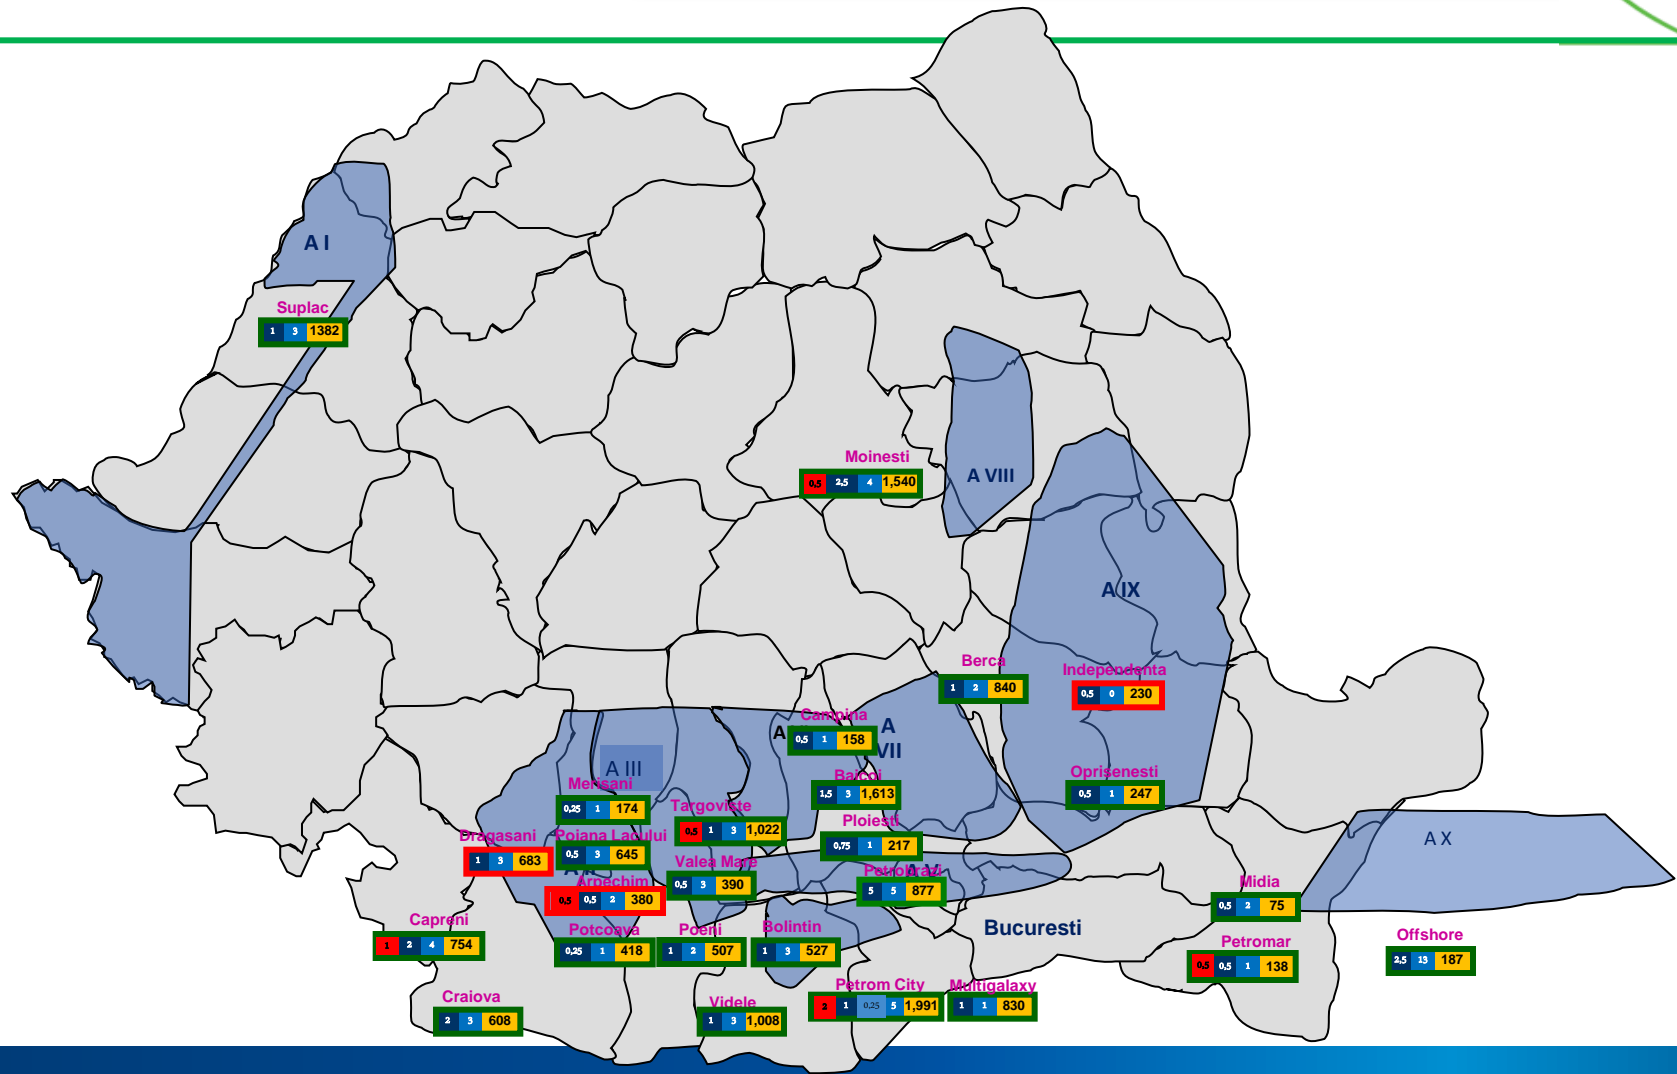 A I
Suplac
1 3 1382
Moinesti
0,5 2,5 4 1,540
A VIII
A IX
Berca
1 2 840
Independenta
0,5 0 230
Campina
A
0,5 1 158
A
VII
A III
Merisani
0,25 1 174
Baicoi
1,5 3 1,613
Oprisenesti
0,5 1 247
Targoviste
0,5 1 3 1,022
Ploiesti
0,75 1 217
A X
Dragasani
1 3 683
Poiana Lacului
0,5 3 645
Valea Mare
0,5 3 390
Petrobrazi
5 5 877
Arpechim
0,5 0,5 2 380
Midia
0,5 2 75
Capreni
1 2 4 754
Potcoava
0,25 1 418
Poeni
1 2 507
Bolintin
1 3 527
Bucuresti
Petromar
0,5 0,5 1 138
Offshore
2,5 13 187
Craiova
2 3 608
Videle
1 3 1,008
Petrom City
2 1 0,25 5 1,991
Multigalaxy
1 1 830